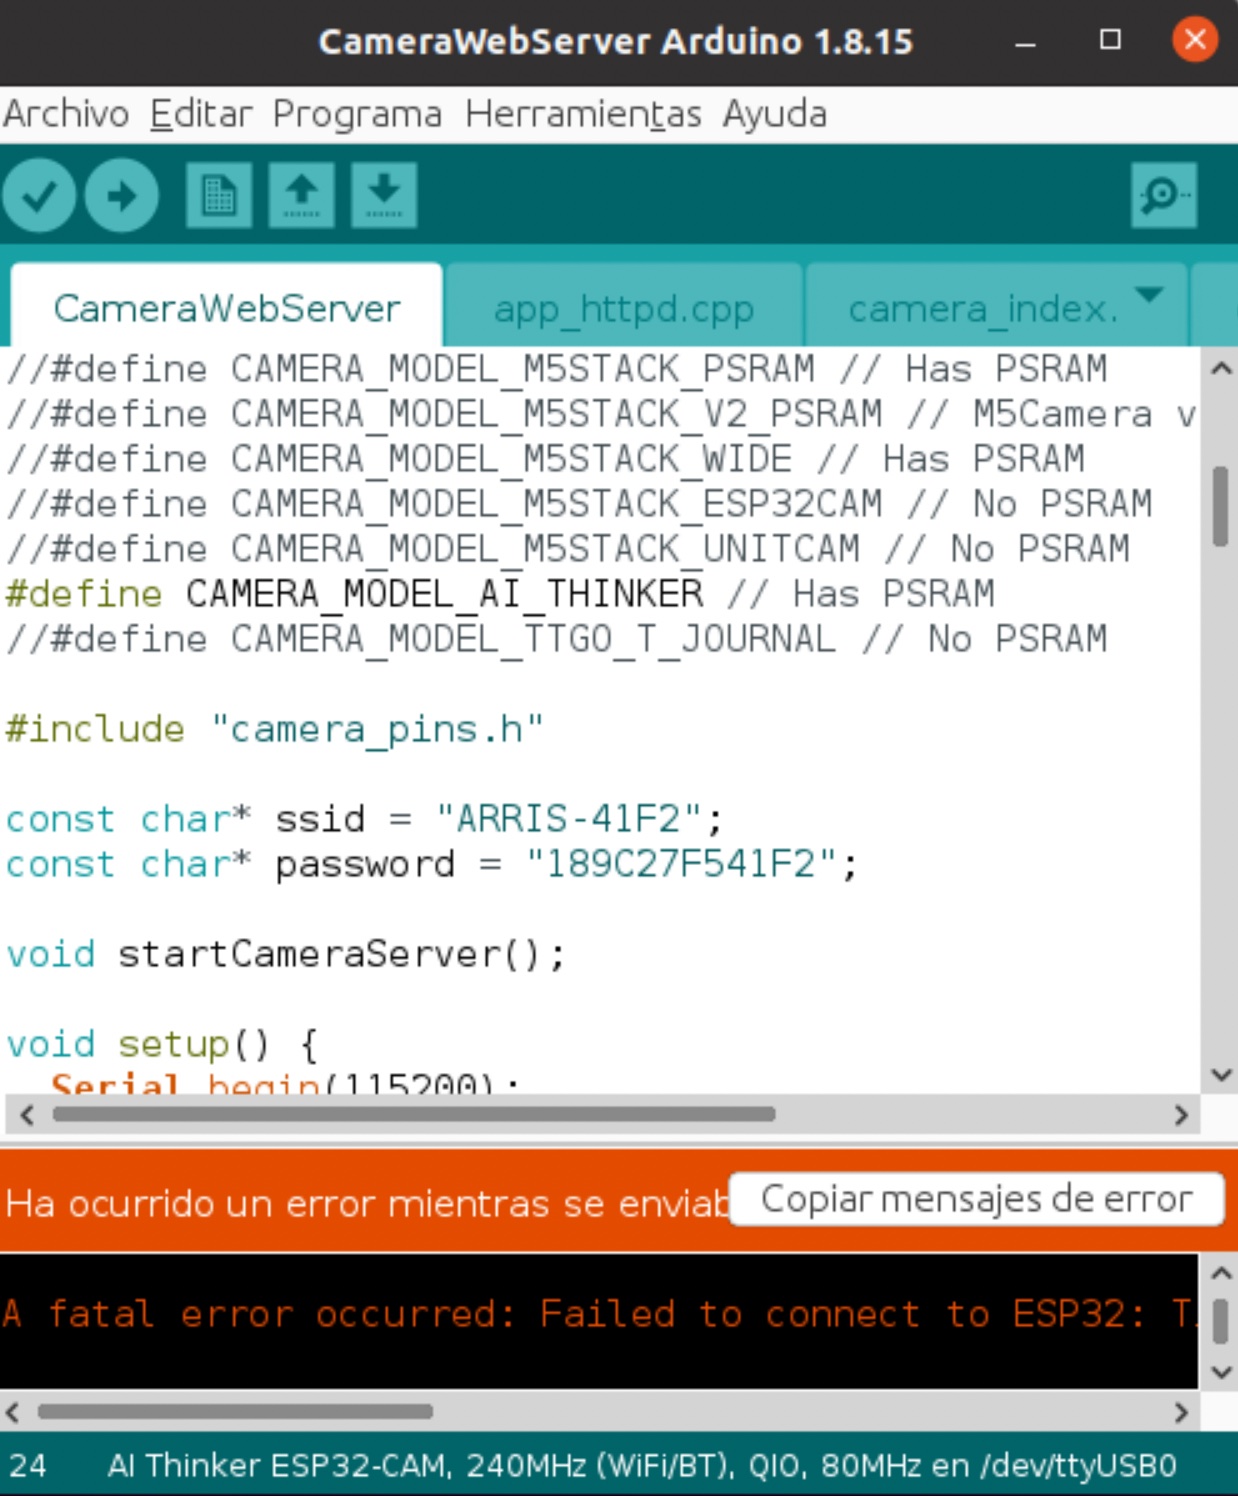 CameraWebServer Arduino 1.8.15
Archivo Editar Programa Herramientas Ayuda
CameraWebServer app_httpd.cpp camera_index.
//#define CAMERA_MODEL_M5STACK_PSRAM // Has PSRAM
//#define CAMERA_MODEL_M5STACK_V2_PSRAM // M5Camera v
//#define CAMERA_MODEL_M5STACK_WIDE // Has PSRAM
//#define CAMERA_MODEL_M5STACK_ESP32CAM // No PSRAM
//#define CAMERA_MODEL_M5STACK_UNITCAM // No PSRAM
#define CAMERA_MODEL_AI_THINKER // Has PSRAM
//#define CAMERA_MODEL_TTGO_T_JOURNAL // No PSRAM
#include "camera_pins.h"
const char* ssid = "ARRIS-41F2";
const char* password = "189C27F541F2";
void startCameraServer();
void setup() {
Serial.begin(115200);
Ha ocurrido un error mientras se enviab Copiar mensajes de error
A fatal error occurred: Failed to connect to ESP32: T
24 AI Thinker ESP32-CAM, 240MHz (WiFi/BT), QIO, 80MHz en /dev/ttyUSB0